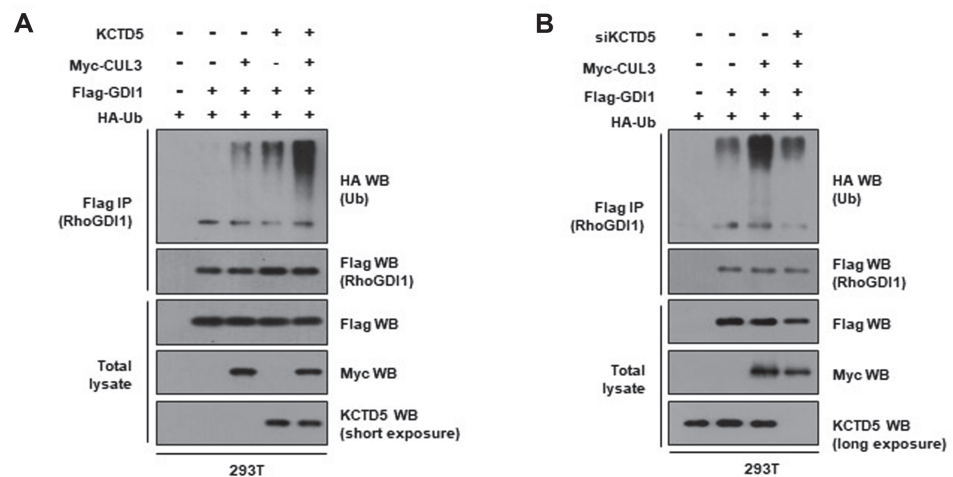 A
KCTD5 - - - + +
Myc-CUL3 - - + - +
Flag-GDI1 - + + + +
HA-Ub + + + + +
Flag IP
(RhoGDI1)
HA WB
(Ub)
Flag WB
(RhoGDI1)
Total
lysate
Flag WB
Myc WB
KCTD5 WB
(short exposure)
293T
B
siKCTD5 - - - +
Myc-CUL3 - - + +
Flag-GDI1 - + + +
HA-Ub + + + +
Flag IP
(RhoGDI1)
HA WB
(Ub)
Flag WB
(RhoGDI1)
Total
lysate
Flag WB
Myc WB
KCTD5 WB
(long exposure)
293T